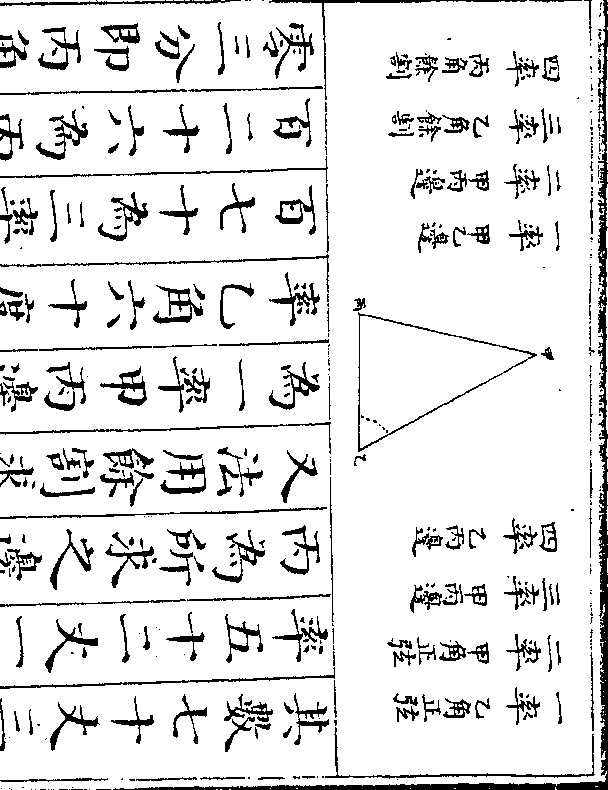 一率 乙角正弦
二率 甲角正弦
三率 甲丙邊
四率 乙丙邊
甲
乙
丙
一率 甲乙邊
二率 甲丙邊
三率 乙角餘割
四率 丙角餘割
其數七十丈三
率五十二丈一
丙為所求之邊
又法用餘割求
為一率甲丙邊
率乙角六十度
百七十為三率
百二十六為丙
零三分即丙角